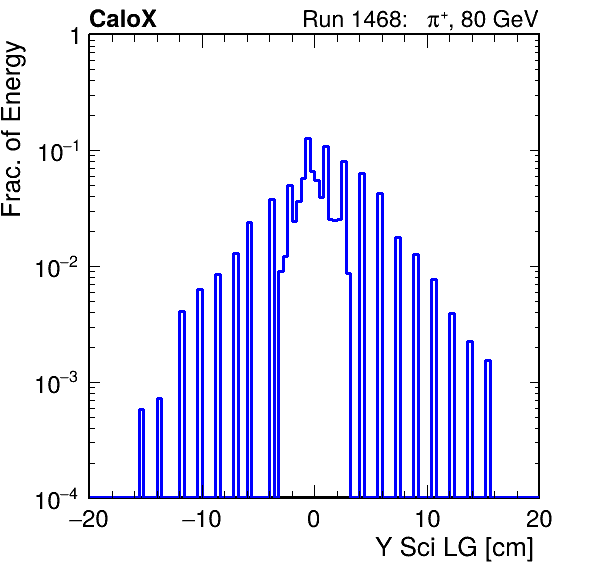 CaloX Run 1468: π⁺, 80 GeV
Frac. of Energy
1
10⁻¹
10⁻²
10⁻³
10⁻⁴
−20 −10 0 10 20
Y Sci LG [cm]